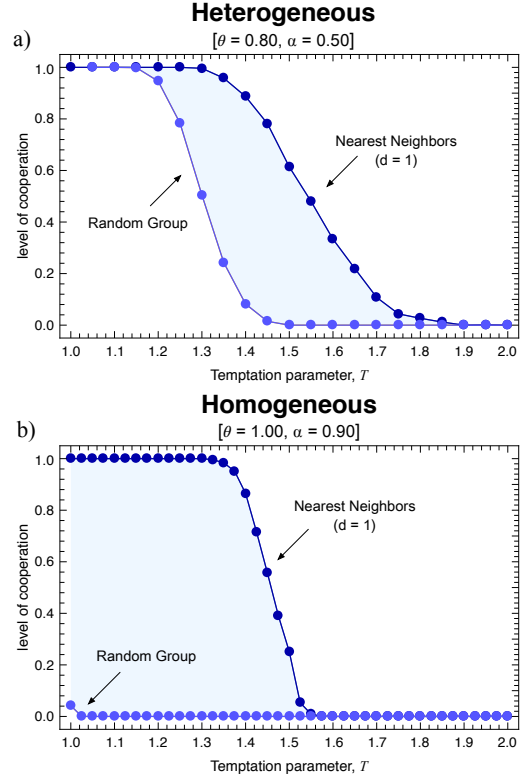 Heterogeneous
a)
[θ = 0.80, α = 0.50]
1.0
0.8
0.6
0.4
0.2
0.0
level of cooperation
Nearest Neighbors
(d = 1)
Random Group
1.0 1.1 1.2 1.3 1.4 1.5 1.6 1.7 1.8 1.9 2.0
Temptation parameter, T
Homogeneous
b)
[θ = 1.00, α = 0.90]
1.0
0.8
0.6
0.4
0.2
0.0
level of cooperation
Nearest Neighbors
(d = 1)
Random Group
1.0 1.1 1.2 1.3 1.4 1.5 1.6 1.7 1.8 1.9 2.0
Temptation parameter, T